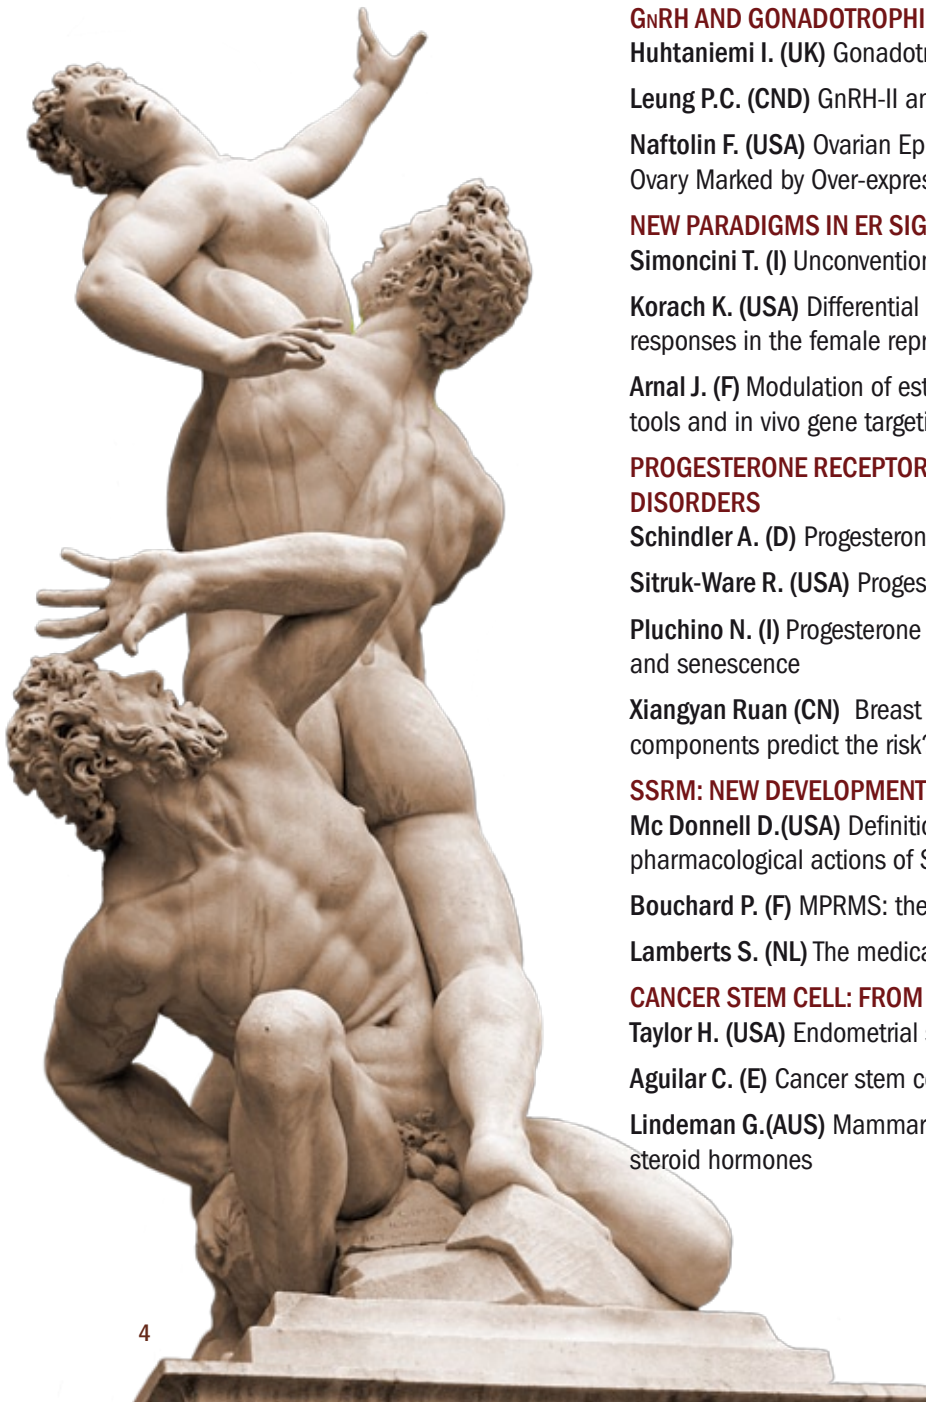 GnRH AND GONADOTROPHI
Huhtaniemi I. (UK) Gonadot
Leung P.C. (CND) GnRH-II an
Naftolin F. (USA) Ovarian Ep
Ovary Marked by Over-expres
NEW PARADIGMS IN ER SIG
Simoncini T. (I) Unconvention
Korach K. (USA) Differential
responses in the female repr
Arnal J. (F) Modulation of est
tools and in vivo gene targeti
PROGESTERONE RECEPTOR
DISORDERS
Schindler A. (D) Progesteron
Sitruk-Ware R. (USA) Proges
Pluchino N. (I) Progesterone
and senescence
Xiangyan Ruan (CN) Breast
components predict the risk?
SSRM: NEW DEVELOPMENT
Mc Donnell D.(USA) Definitio
pharmacological actions of S
Bouchard P. (F) MPRMS: the
Lamberts S. (NL) The medica
CANCER STEM CELL: FROM
Taylor H. (USA) Endometrial s
Aguilar C. (E) Cancer stem ce
Lindeman G.(AUS) Mammar
steroid hormones
4